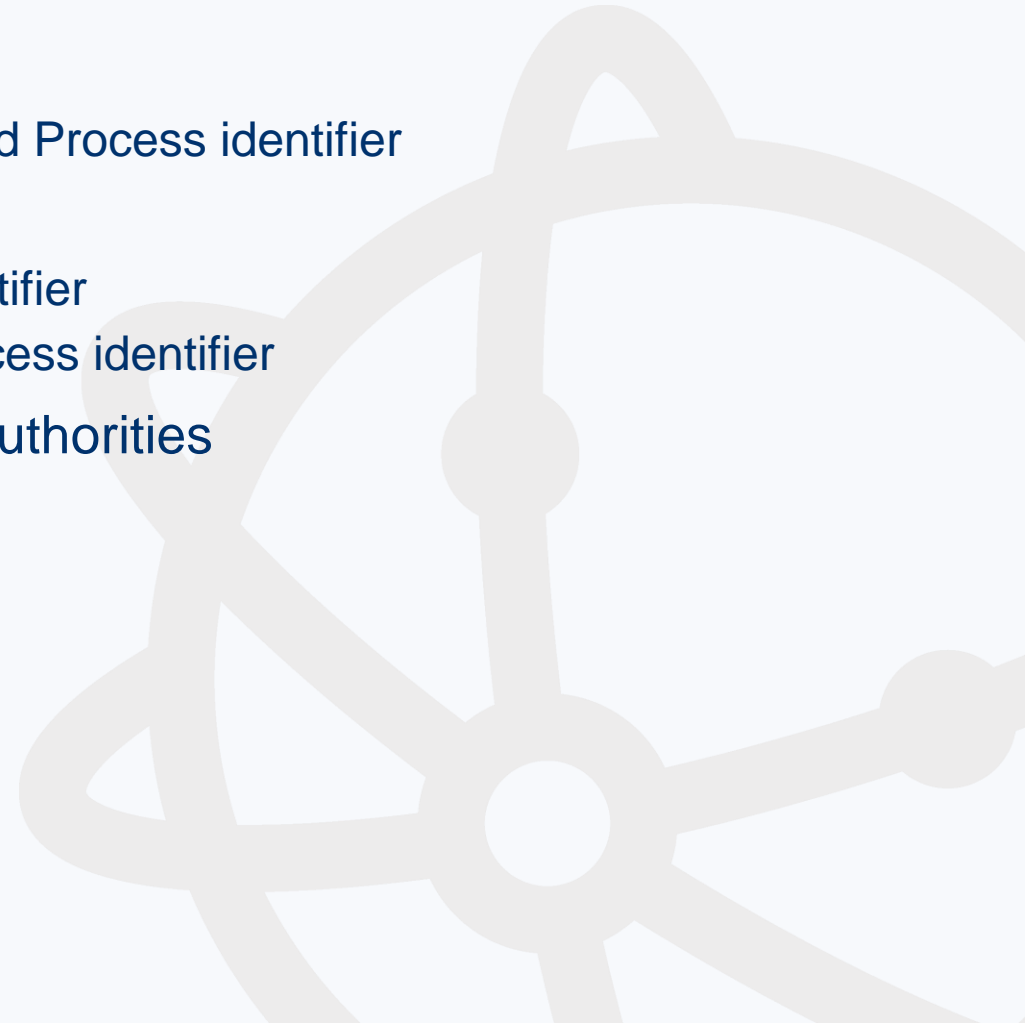 d Process identifier
tifier
cess identifier
uthorities